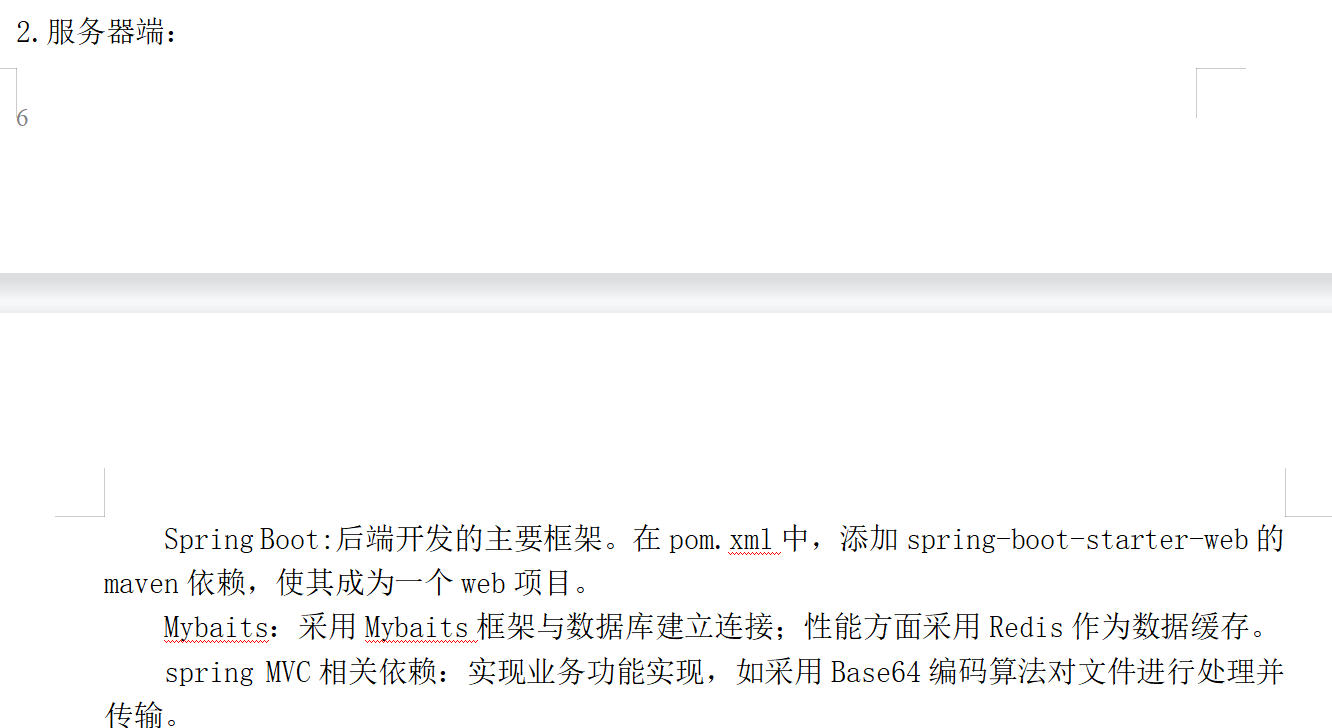 2.服务器端：
6
Spring Boot:后端开发的主要框架。在 pom.xml 中，添加 spring-boot-starter-web 的
maven 依赖，使其成为一个 web 项目。
Mybaits：采用 Mybaits 框架与数据库建立连接；性能方面采用 Redis 作为数据缓存。
spring MVC 相关依赖：实现业务功能实现，如采用 Base64 编码算法对文件进行处理并
传输。